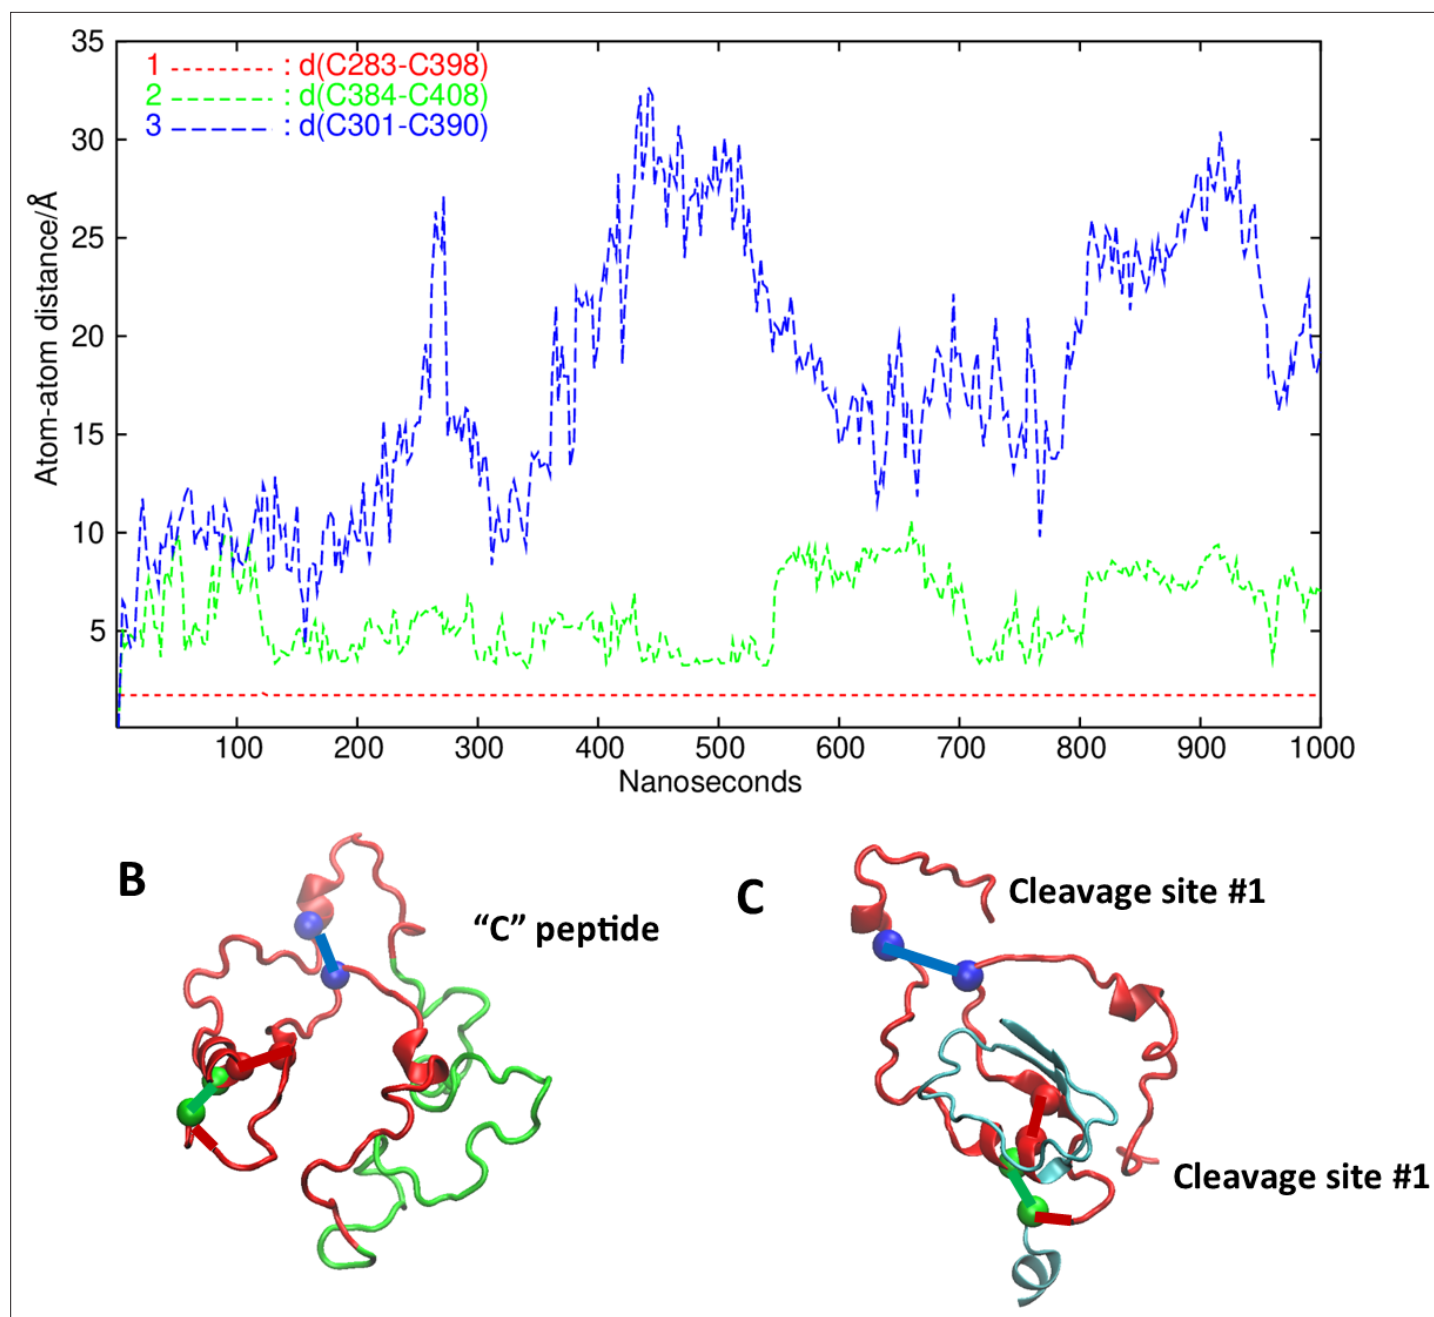 35
30
25
20
15
10
5
Atom-atom distance/Å
1 : d(C283-C398)
2 : d(C384-C408)
3 : d(C301-C390)
100 200 300 400 500 600 700 800 900 1000
Nanoseconds
B
"C" peptide
C
Cleavage site #1
Cleavage site #1